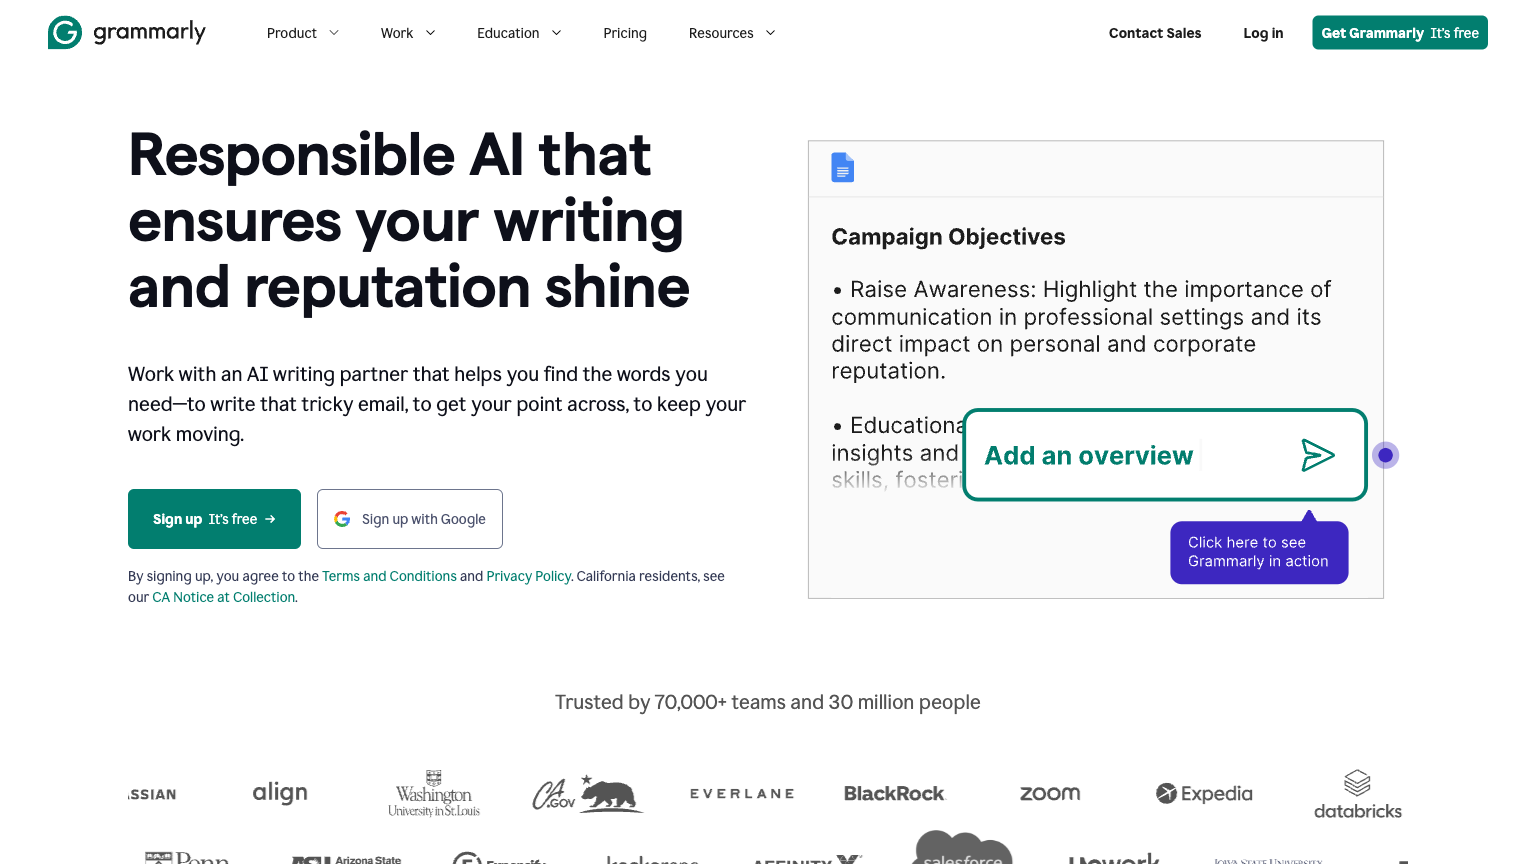 grammarly
Product
Work
Education
Pricing
Resources
Contact Sales
Log in
Get Grammarly It's free
Responsible AI that
ensures your writing
and reputation shine
Work with an AI writing partner that helps you find the words you
need—to write that tricky email, to get your point across, to keep your
work moving.
Sign up It's free →
Sign up with Google
By signing up, you agree to the Terms and Conditions and Privacy Policy. California residents, see
our CA Notice at Collection.
Campaign Objectives
• Raise Awareness: Highlight the importance of
communication in professional settings and its
direct impact on personal and corporate
reputation.
• Educationa
insights and
skills, fosteri
Add an overview
Click here to see
Grammarly in action
Trusted by 70,000+ teams and 30 million people
ASSIAN
align
Washington
University in St. Louis
CA.GOV
EVERLANE
BlackRock
zoom
Expedia
databricks
Penn
ASU Arizona State
Expensify
AFFINITY
salesforce
Upwork
IOWA STATE UNIVERSITY